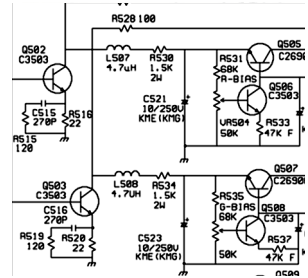 R528 100
Q502
C3503
L507
4.7uH
R530
1.5K
2W
R531
68K
R-BIAS
Q505
C2690
Q506
C3503
C515
270P
R516
22
R515
120
C521
10/250V
KME(KMG)
VR504
50K
R533
47K F
Q503
C3503
L508
4.7UH
R534
1.5K
2W
R535
G-BIAS
68K
Q507
C2690
Q508
C3503
C516
270P
R519
120
R520
22
C523
10/250V
KME(KMG)
50K
R537
47K F
Q509